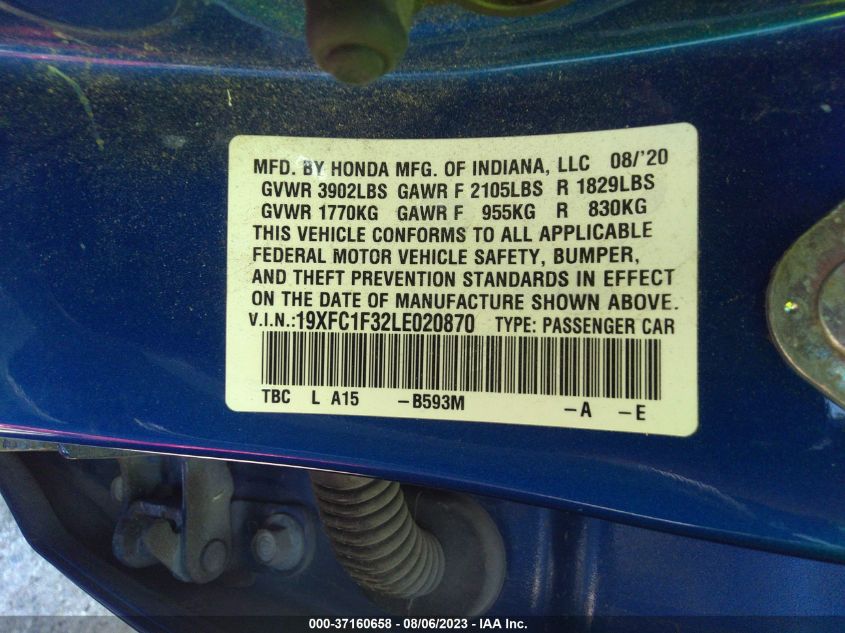 MFD. BY HONDA MFG. OF INDIANA, LLC 08/'20
GVWR 3902LBS GAWR F 2105LBS R 1829LBS
GVWR 1770KG GAWR F 955KG R 830KG
THIS VEHICLE CONFORMS TO ALL APPLICABLE
FEDERAL MOTOR VEHICLE SAFETY, BUMPER,
AND THEFT PREVENTION STANDARDS IN EFFECT
ON THE DATE OF MANUFACTURE SHOWN ABOVE.
V.I.N.:19XFC1F32LE020870 TYPE: PASSENGER CAR
TBC L A15 -B593M -A -E
000-37160658 - 08/06/2023 - IAA Inc.